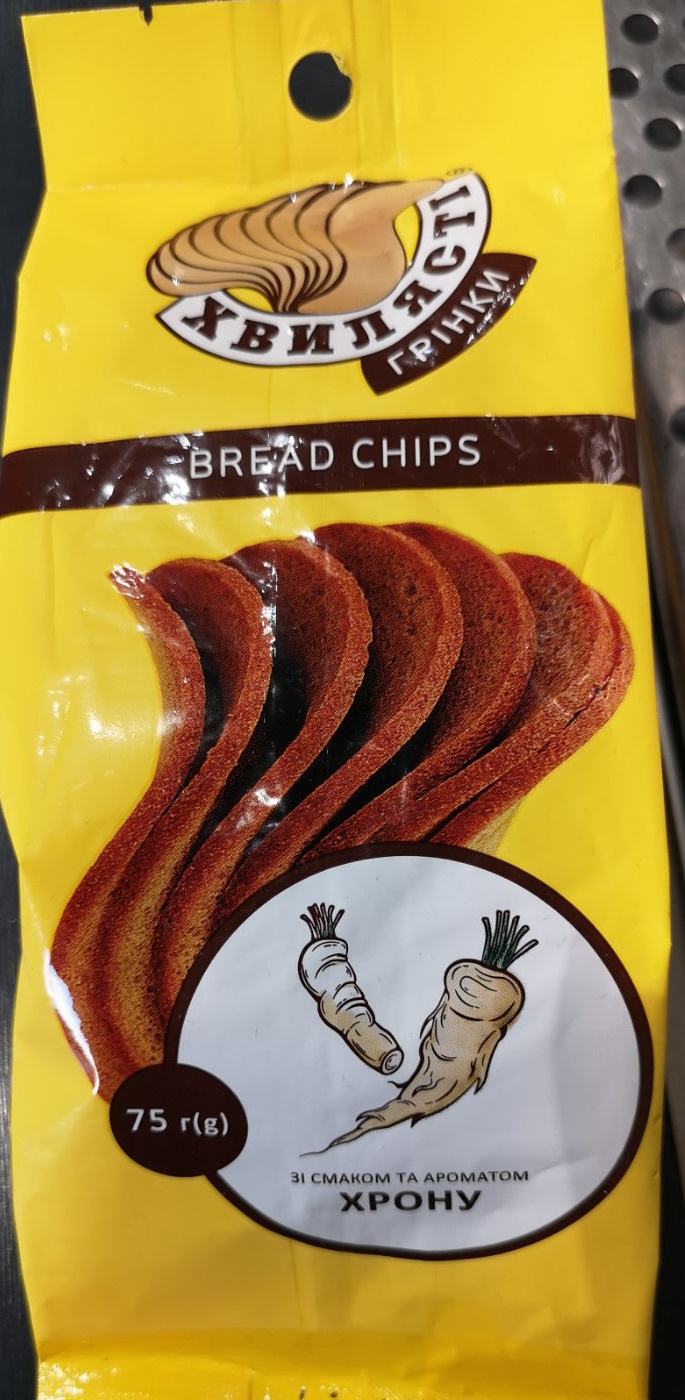 ХВИЛЯСТІ®
ГРІНКИ
BREAD CHIPS
75 г(g)
ЗІ СМАКОМ ТА АРОМАТОМ
ХРОНУ